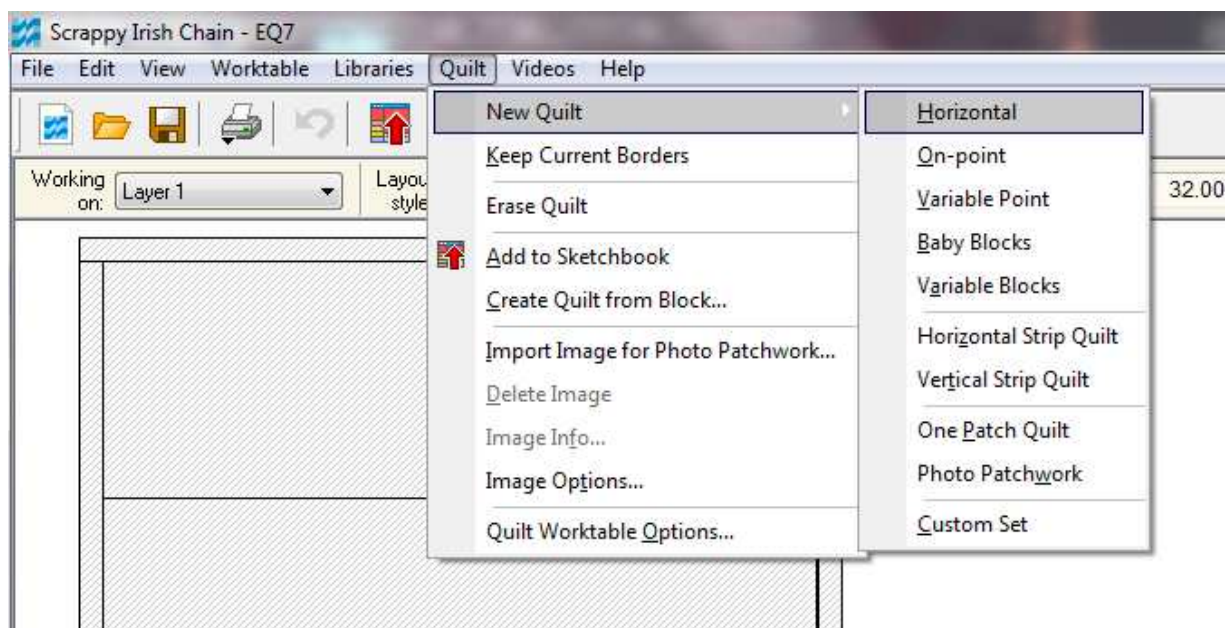 Scrappy Irish Chain - EQ7
File Edit View Worktable Libraries Quilt Videos Help
Working on:
Layer 1
style
32.00
New Quilt
Keep Current Borders
Erase Quilt
Add to Sketchbook
Create Quilt from Block...
Import Image for Photo Patchwork...
Delete Image
Image Info...
Image Options...
Quilt Worktable Options...
Horizontal
On-point
Variable Point
Baby Blocks
Variable Blocks
Horizontal Strip Quilt
Vertical Strip Quilt
One Patch Quilt
Photo Patchwork
Custom Set